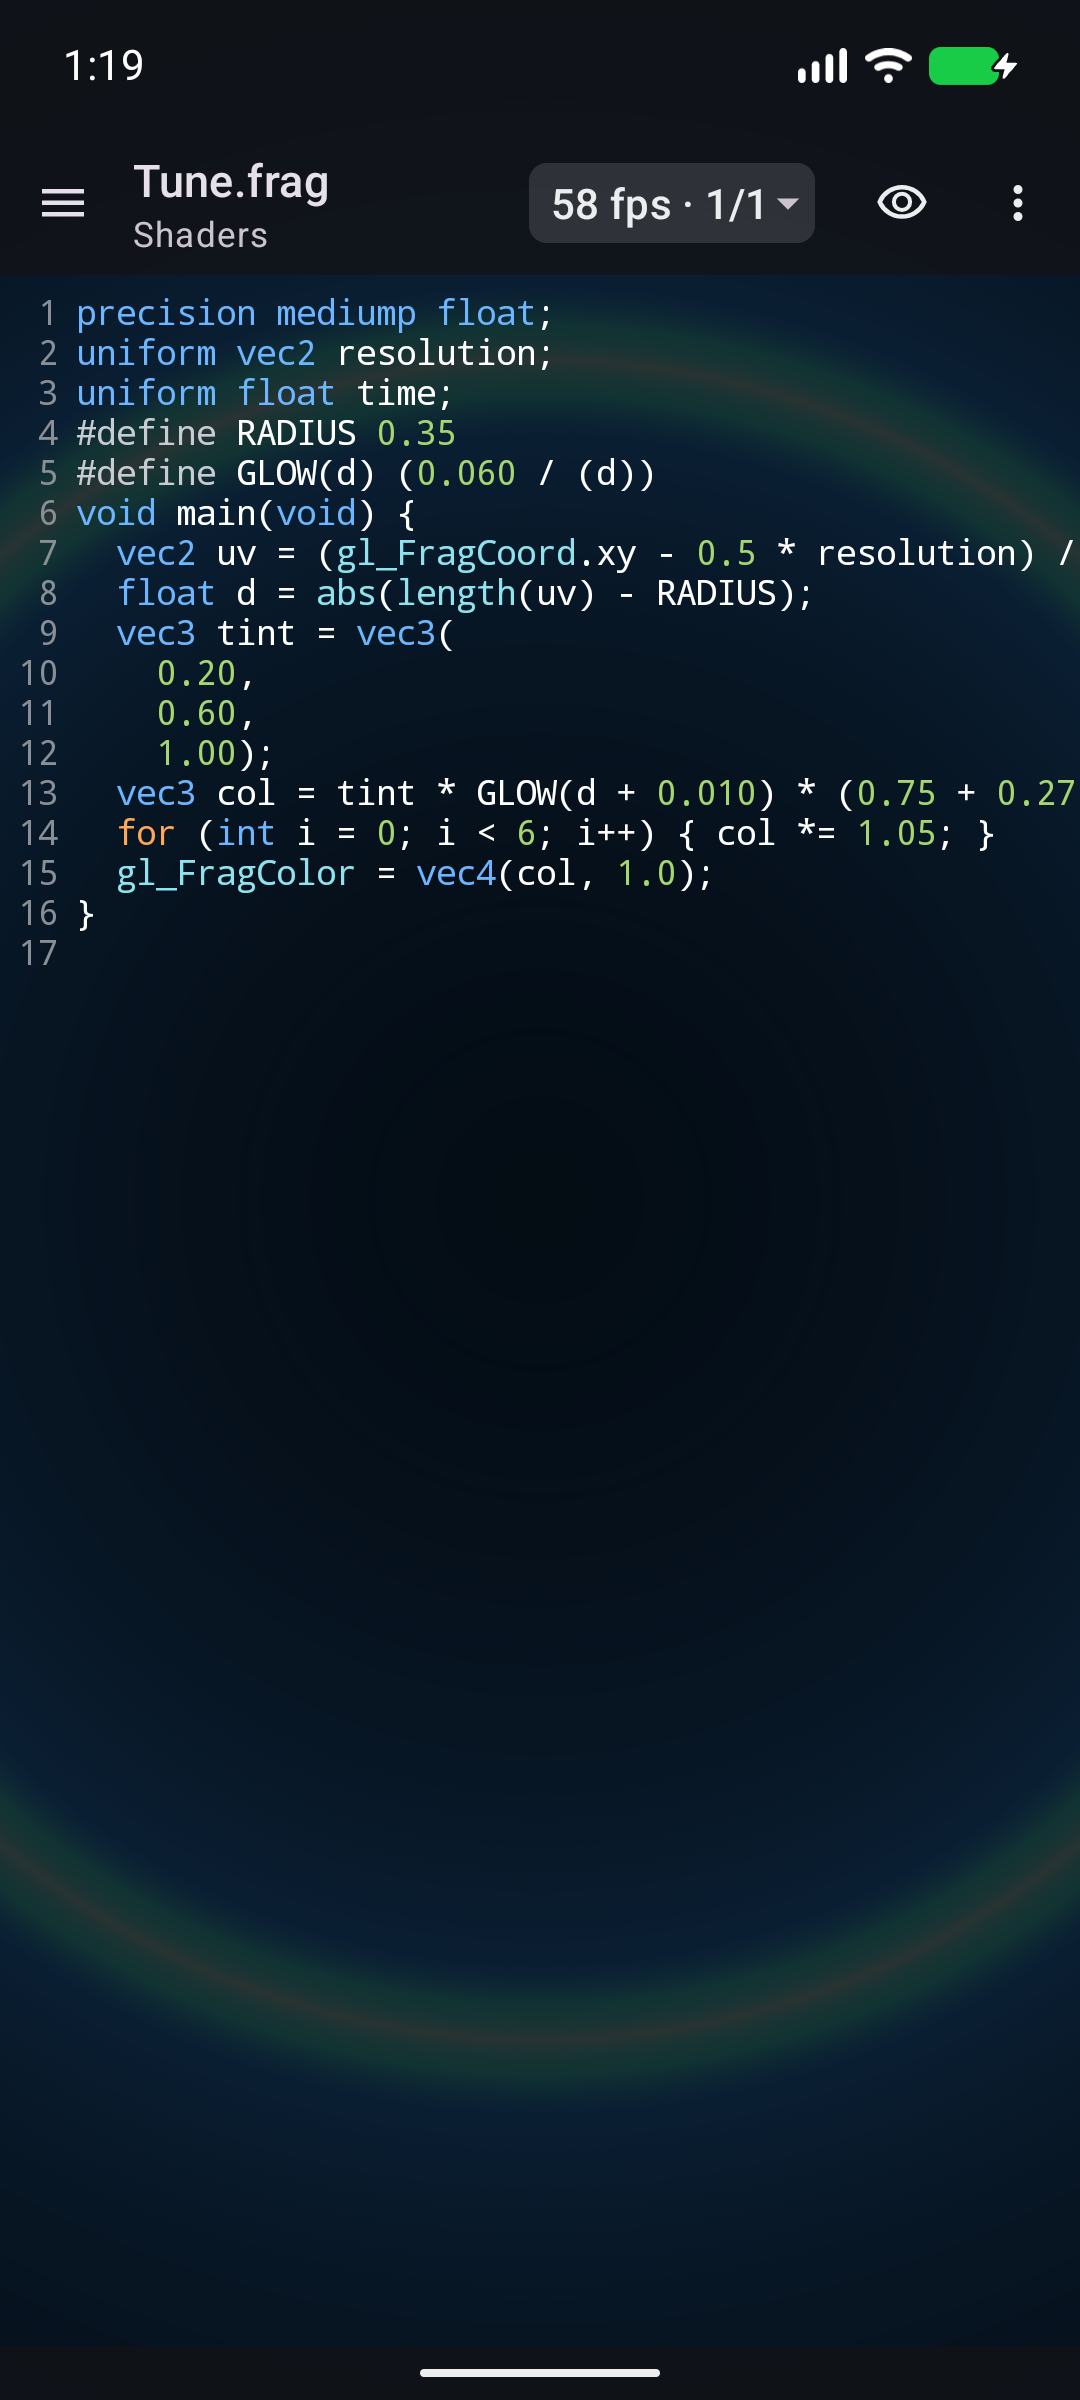 1:19
Tune.frag
Shaders
58 fps · 1/1
1 precision mediump float;
2 uniform vec2 resolution;
3 uniform float time;
4 #define RADIUS 0.35
5 #define GLOW(d) (0.060 / (d))
6 void main(void) {
7   vec2 uv = (gl_FragCoord.xy - 0.5 * resolution) /
8   float d = abs(length(uv) - RADIUS);
9   vec3 tint = vec3(
10     0.20,
11     0.60,
12     1.00);
13   vec3 col = tint * GLOW(d + 0.010) * (0.75 + 0.27
14   for (int i = 0; i < 6; i++) { col *= 1.05; }
15   gl_FragColor = vec4(col, 1.0);
16 }
17